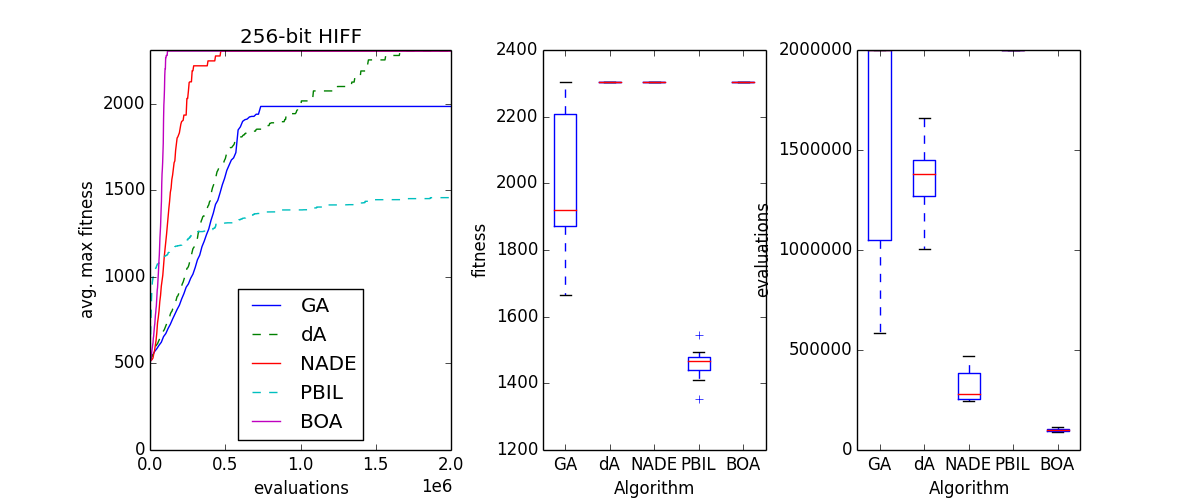 256-bit HIFF
avg. max fitness
2000
1500
1000
500
0
0.0 0.5 1.0 1.5 2.0
evaluations 1e6
GA
dA
NADE
PBIL
BOA
fitness
2400
2200
2000
1800
1600
1400
1200
GA dA NADE PBIL BOA
Algorithm
evaluations
2000000
1500000
1000000
500000
0
GA dA NADE PBIL BOA
Algorithm